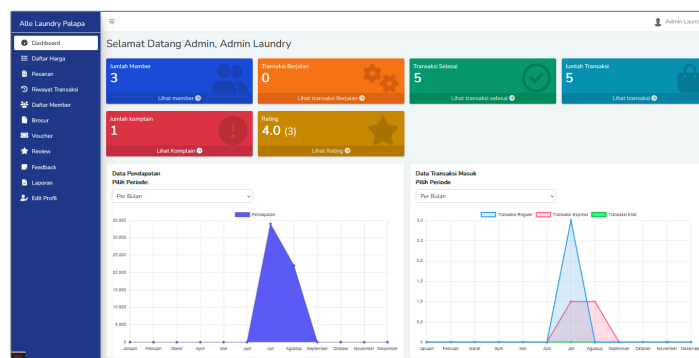 Alle Laundry Palapa
Admin Laund
Dashboard
Daftar Harga
Pesanan
Riwayat Transaksi
Daftar Member
Brosur
Voucher
Review
Feedback
Laporan
Edit Profil
Selamat Datang Admin, Admin Laundry
Jumlah Member
3
Lihat member
Transaksi Berjalan
0
Lihat transaksi Berjalan
Transaksi Selesai
5
Lihat transaksi selesai
Jumlah Transaksi
5
Lihat transaksi
Jumlah komplain
1
Lihat Komplain
Rating
4.0 (3)
Lihat Rating
Data Pendapatan
Pilih Periode:
Per Bulan
Pendapatan
35.000
30.000
25.000
20.000
15.000
10.000
5.000
0
Januari Februari Maret April Mei Juni Juli Agustus September Oktober November Desember
Data Transaksi Masuk
Pilih Periode
Per Bulan
Transaksi Reguler Transaksi Express Transaksi Kilat
3.0
2.5
2.0
1.5
1.0
0.5
0
Januari Februari Maret April Mei Juni Juli Agustus September Oktober November Desember